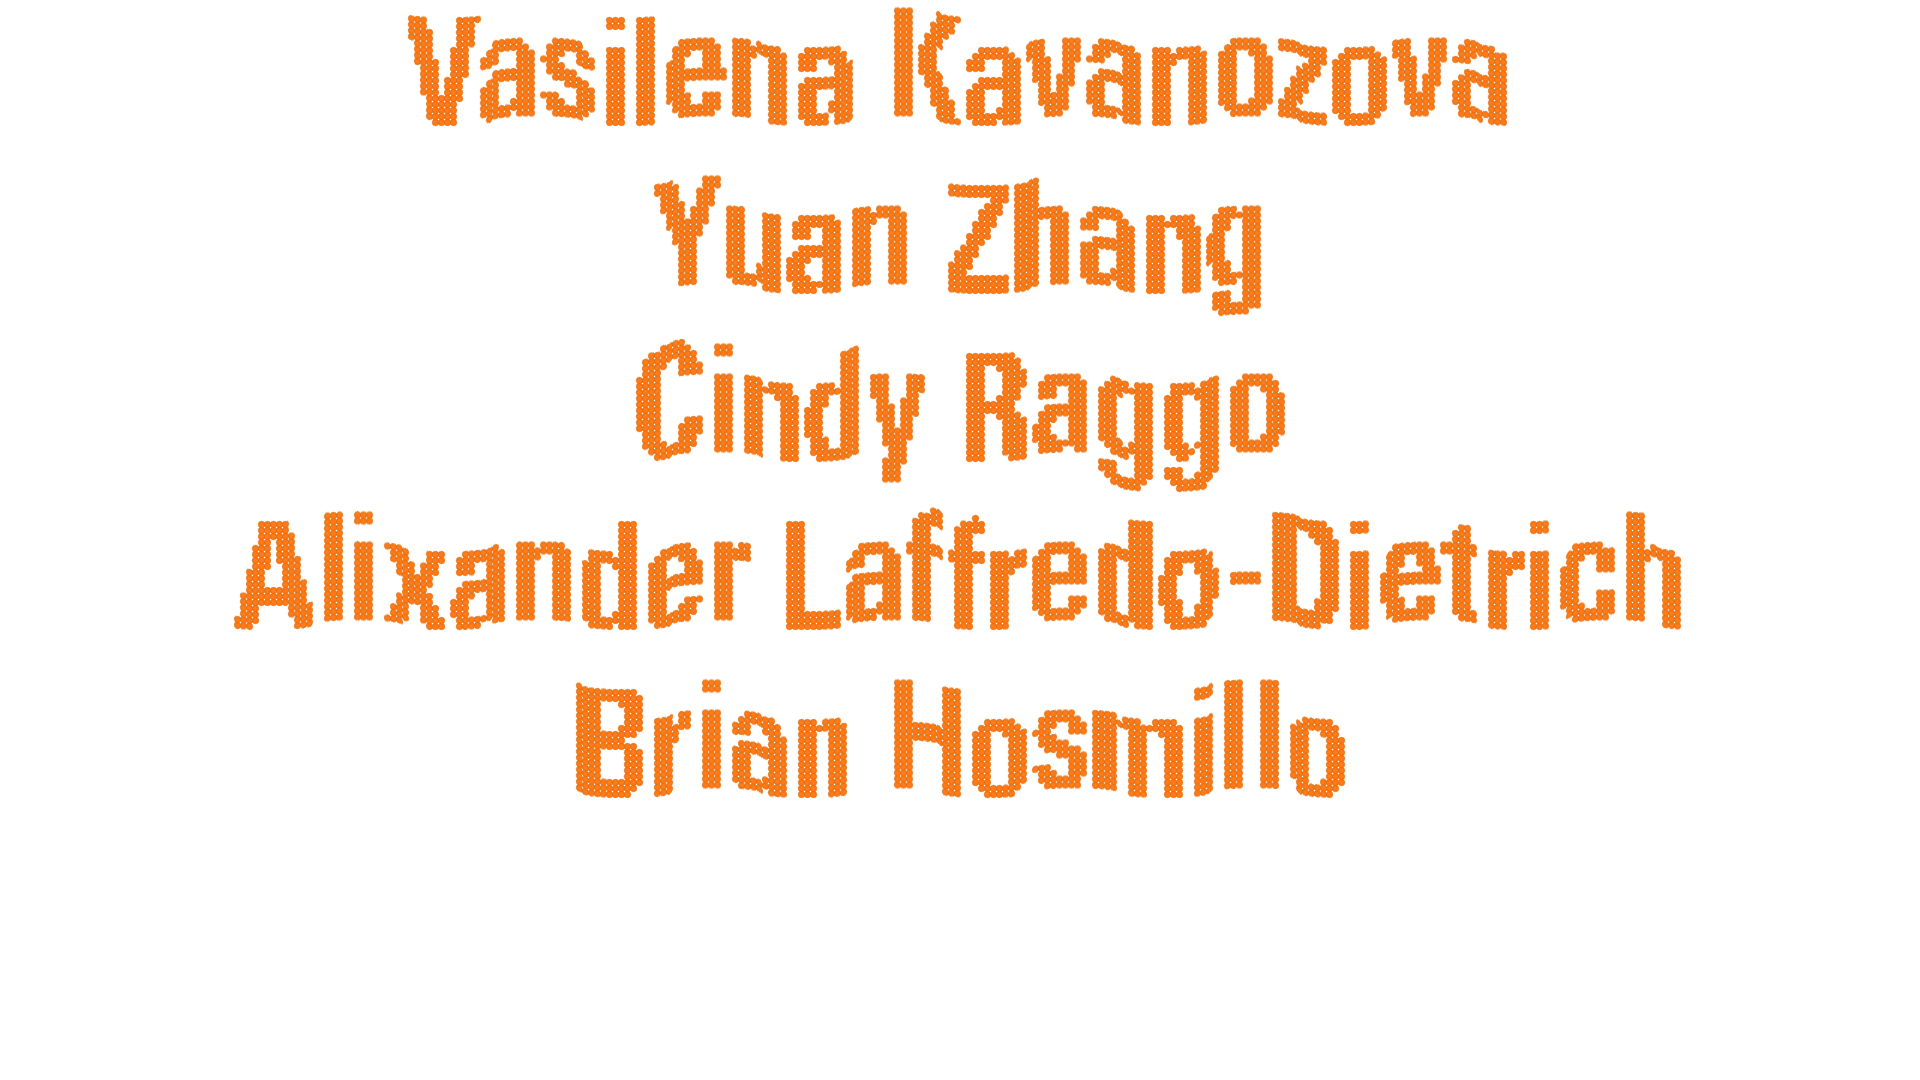 Vasilena Kavanozova
Yuan Zhang
Cindy Raggo
Alixander Laffredo-Dietrich
Brian Hosmillo